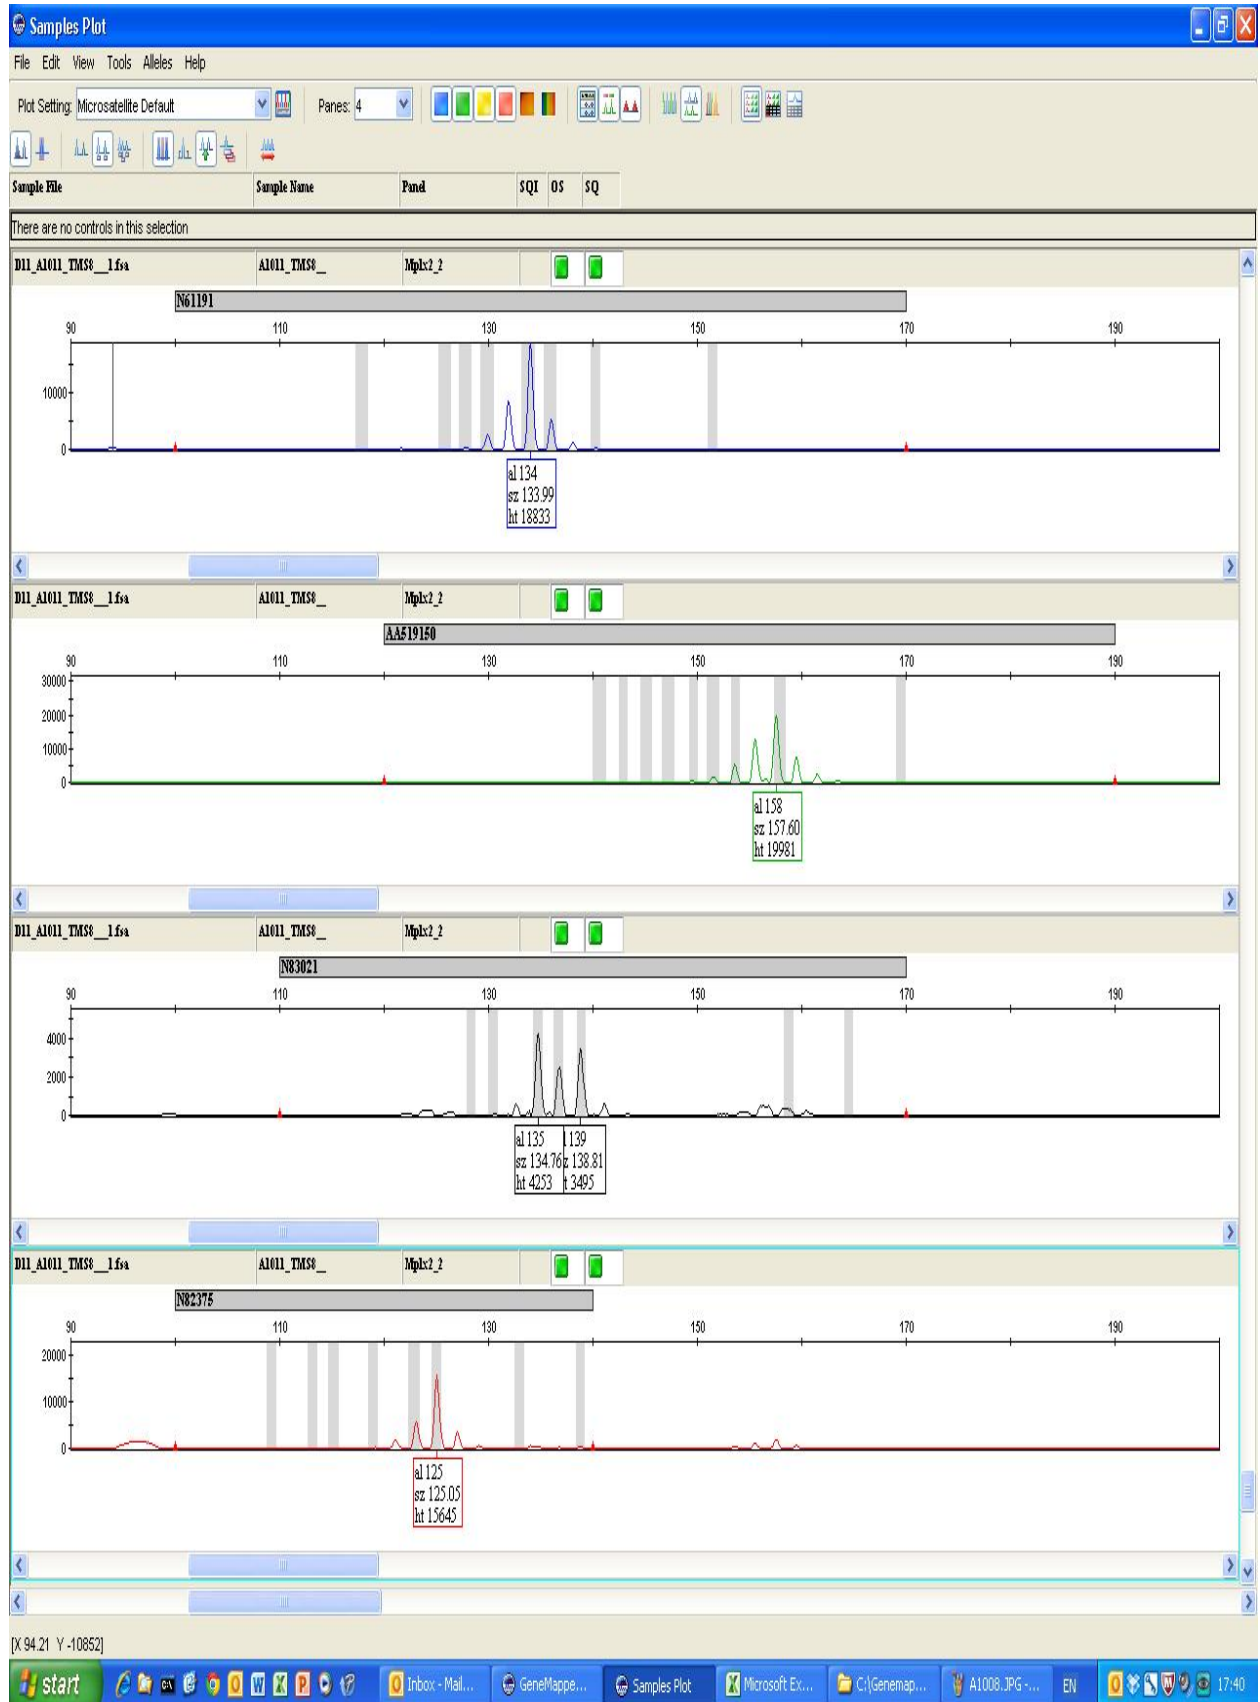 Samples Plot
File Edit View Tools Alleles Help
Plot Setting: Microsatellite Default Panes: 4
Sample File Sample Name Panel SQI OS SQ
There are no controls in this selection
D11_A1011_TMS8__1.fsa A1011_TMS8__ Mplx2_2
N61191
90 110 130 150 170 190
10000
0
al 134
sz 133.99
ht 18833
D11_A1011_TMS8__1.fsa A1011_TMS8__ Mplx2_2
AA519150
90 110 130 150 170 190
30000
20000
10000
0
al 158
sz 157.60
ht 19981
D11_A1011_TMS8__1.fsa A1011_TMS8__ Mplx2_2
N83021
90 110 130 150 170 190
4000
2000
0
al 135 l 139
sz 134.76 z 138.81
ht 4253 t 3495
D11_A1011_TMS8__1.fsa A1011_TMS8__ Mplx2_2
N82375
90 110 130 150 170 190
20000
10000
0
al 125
sz 125.05
ht 15645
[X 94.21 Y -10852]
start Inbox - Mail... GeneMappe... Samples Plot Microsoft Ex... C:\Genemap... A1008.JPG -... EN 17:40